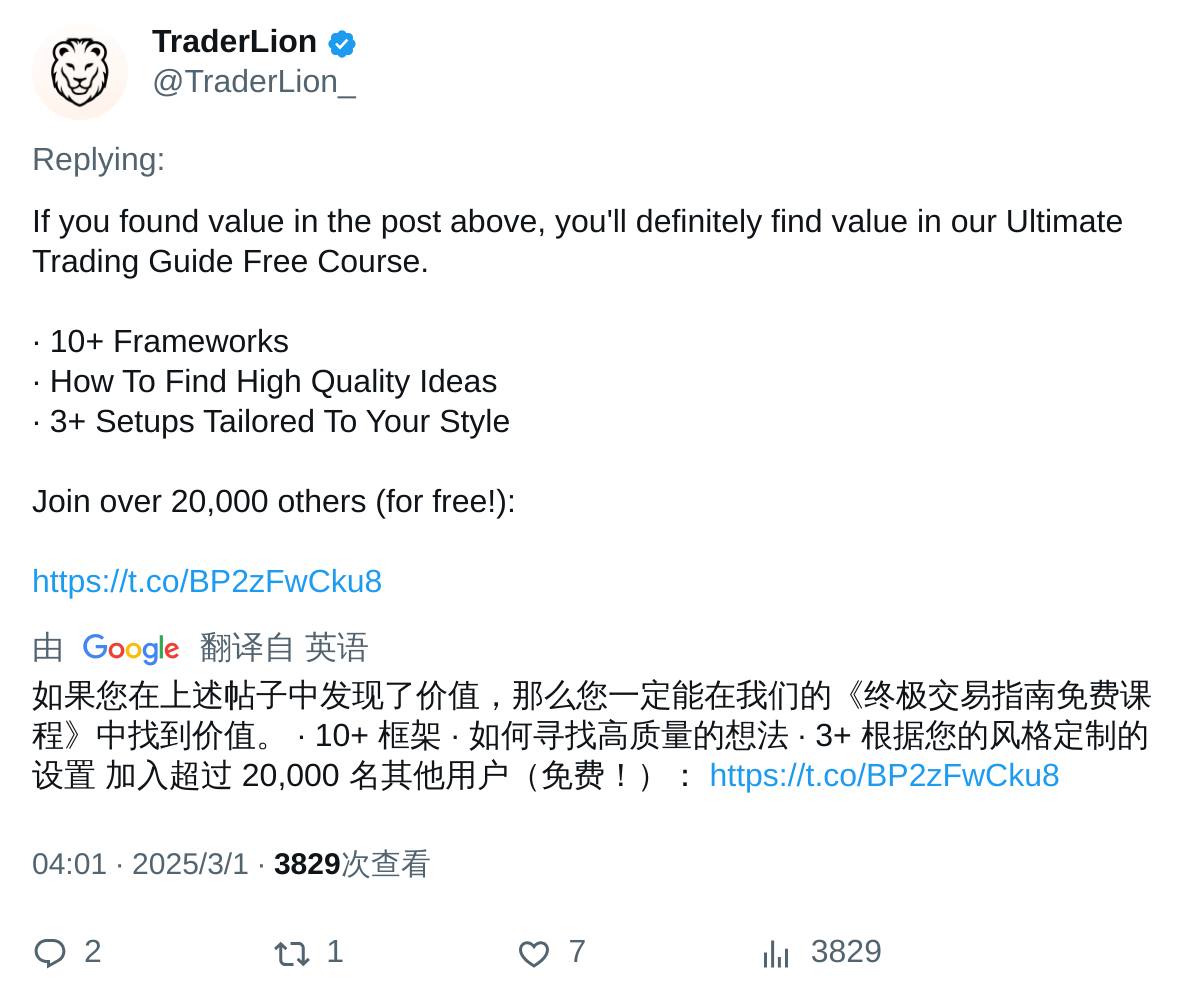 TraderLion
@TraderLion_
Replying:
If you found value in the post above, you'll definitely find value in our Ultimate
Trading Guide Free Course.
· 10+ Frameworks
· How To Find High Quality Ideas
· 3+ Setups Tailored To Your Style
Join over 20,000 others (for free!):
https://t.co/BP2zFwCku8
由 Google 翻译自 英语
如果您在上述帖子中发现了价值，那么您一定能在我们的《终极交易指南免费课
程》中找到价值。 · 10+ 框架 · 如何寻找高质量的想法 · 3+ 根据您的风格定制的
设置 加入超过 20,000 名其他用户（免费！）： https://t.co/BP2zFwCku8
04:01 · 2025/3/1 · 3829次查看
2 1 7 3829